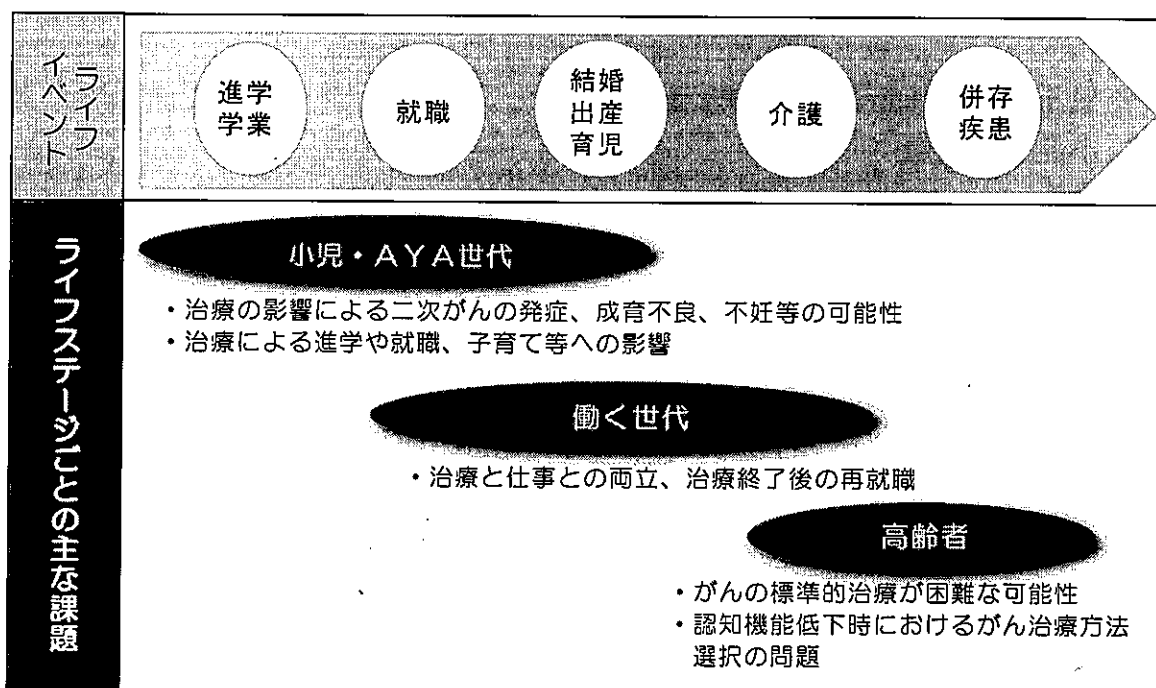 ライフ
イベント
進学
学業
就職
結婚
出産
育児
介護
併存
疾患
ライフステージごとの主な課題
小児・AYA世代
・治療の影響による二次がんの発症、成育不良、不妊等の可能性
・治療による進学や就職、子育て等への影響
働く世代
・治療と仕事との両立、治療終了後の再就職
高齢者
・がんの標準的治療が困難な可能性
・認知機能低下時におけるがん治療方法
選択の問題